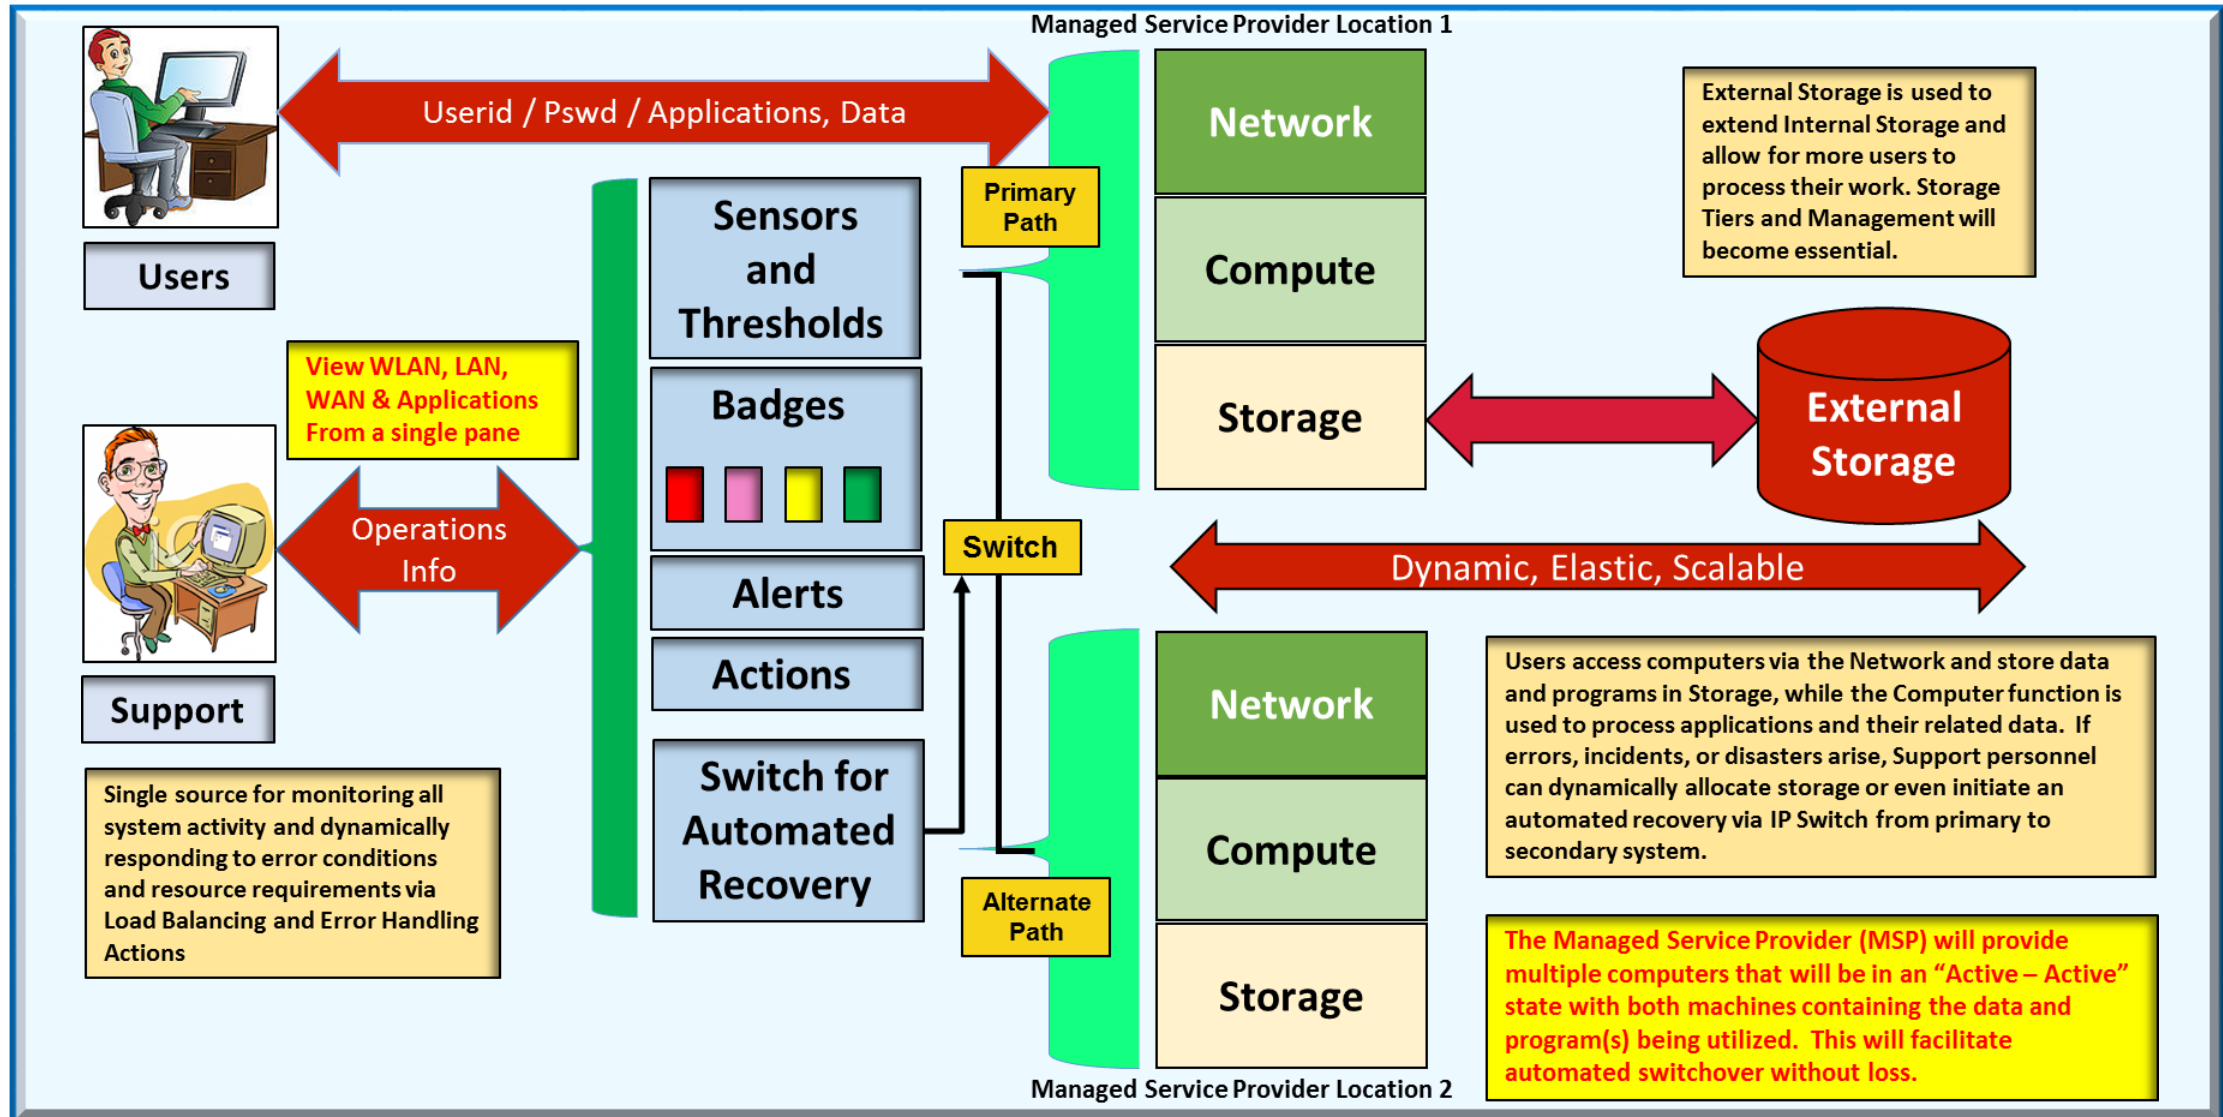 Managed Service Provider Location 1
Userid / Pswd / Applications, Data
Users
Primary
Path
Network
Compute
Storage
External Storage is used to
extend Internal Storage and
allow for more users to
process their work. Storage
Tiers and Management will
become essential.
External
Storage
Sensors
and
Thresholds
Badges
Alerts
Actions
Switch for
Automated
Recovery
View WLAN, LAN,
WAN & Applications
From a single pane
Operations
Info
Support
Single source for monitoring all
system activity and dynamically
responding to error conditions
and resource requirements via
Load Balancing and Error Handling
Actions
Switch
Dynamic, Elastic, Scalable
Alternate
Path
Network
Compute
Storage
Users access computers via the Network and store data
and programs in Storage, while the Computer function is
used to process applications and their related data. If
errors, incidents, or disasters arise, Support personnel
can dynamically allocate storage or even initiate an
automated recovery via IP Switch from primary to
secondary system.
The Managed Service Provider (MSP) will provide
multiple computers that will be in an “Active – Active”
state with both machines containing the data and
program(s) being utilized. This will facilitate
automated switchover without loss.
Managed Service Provider Location 2